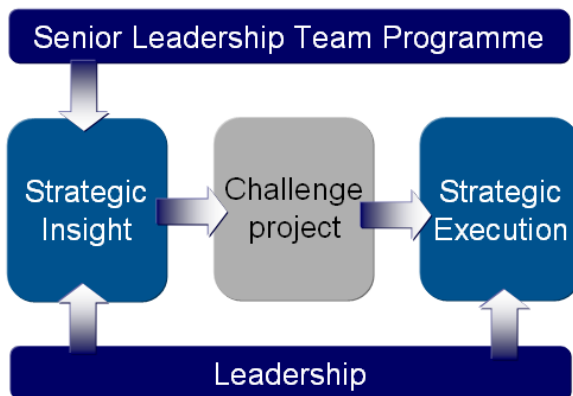 Senior Leadership Team Programme
Strategic
Insight
Challenge
project
Strategic
Execution
Leadership